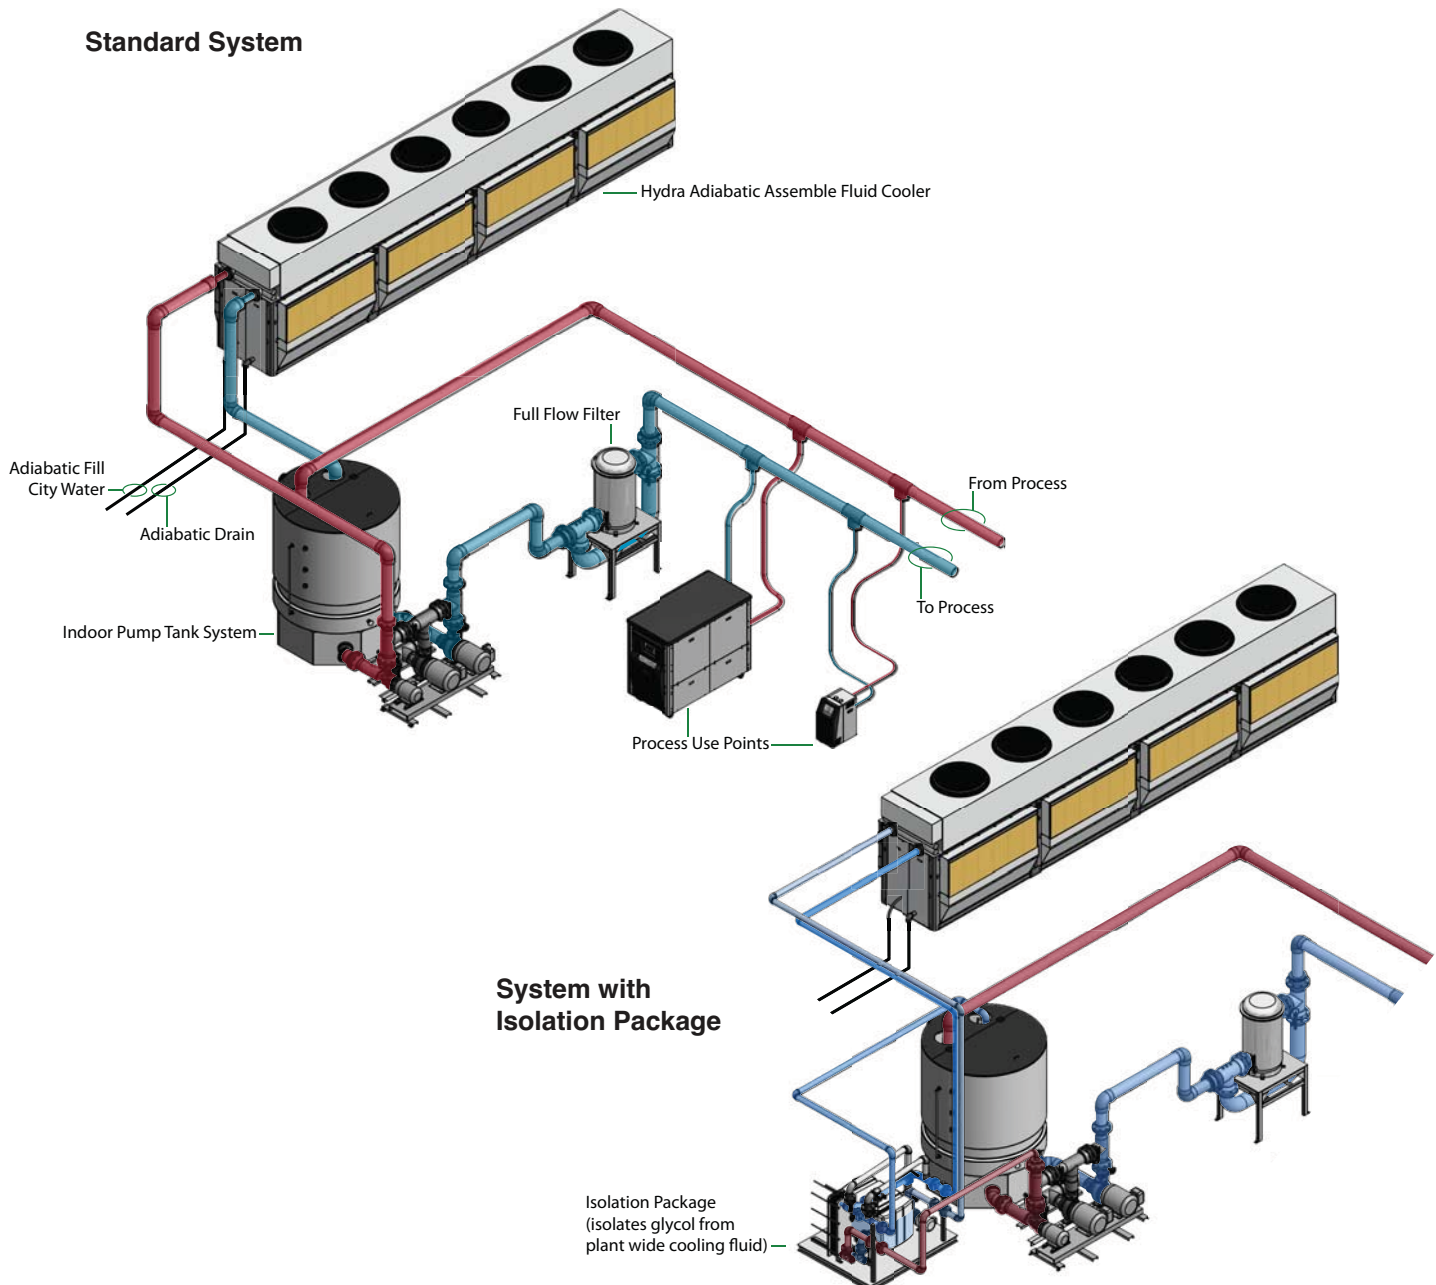 Standard System
Hydra Adiabatic Assemble Fluid Cooler
Full Flow Filter
Adiabatic Fill
City Water
From Process
Adiabatic Drain
To Process
Indoor Pump Tank System
Process Use Points
System with
Isolation Package
Isolation Package
(isolates glycol from
plant wide cooling fluid)